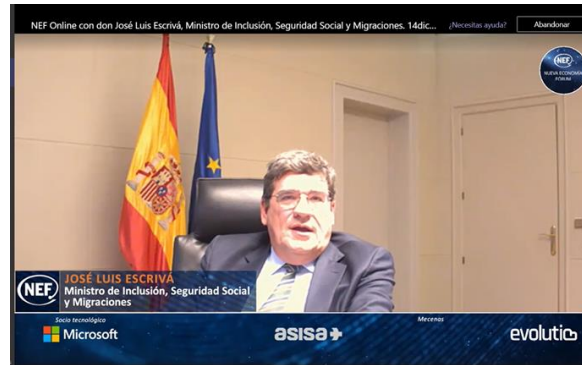 NEF Online con don José Luis Escrivá, Ministro de Inclusión, Seguridad Social y Migraciones. 14dic...
¿Necesitas ayuda?
Abandonar
NEF
NUEVA ECONOMÍA
FÓRUM
NEF
JOSÉ LUIS ESCRIVÁ
Ministro de Inclusión, Seguridad Social
y Migraciones
Socio tecnológico
Microsoft
asisa
Mecenas
evolutio